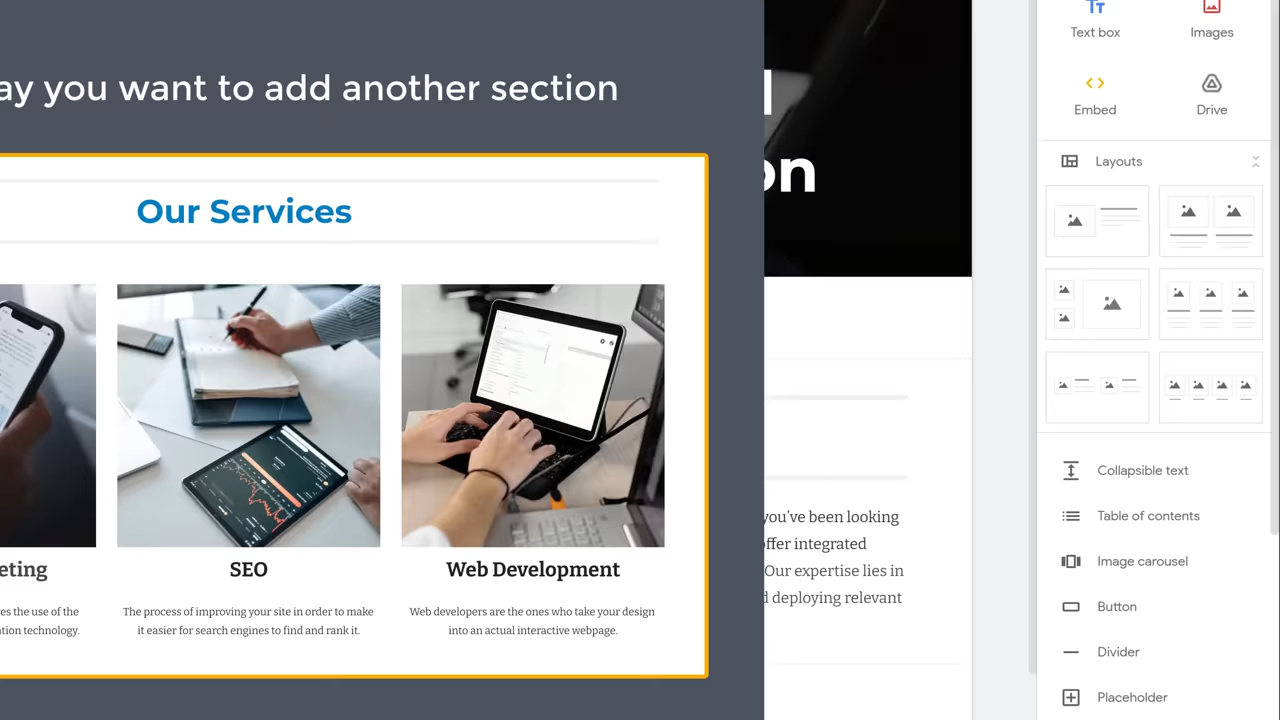 ay you want to add another section
Our Services
eting
es the use of the
tion technology.
SEO
The process of improving your site in order to make
it easier for search engines to find and rank it.
Web Development
Web developers are the ones who take your design
into an actual interactive webpage.
l
on
you've been looking
offer integrated
Our expertise lies in
d deploying relevant
Text box
Images
Embed
Drive
Layouts
Collapsible text
Table of contents
Image carousel
Button
Divider
Placeholder